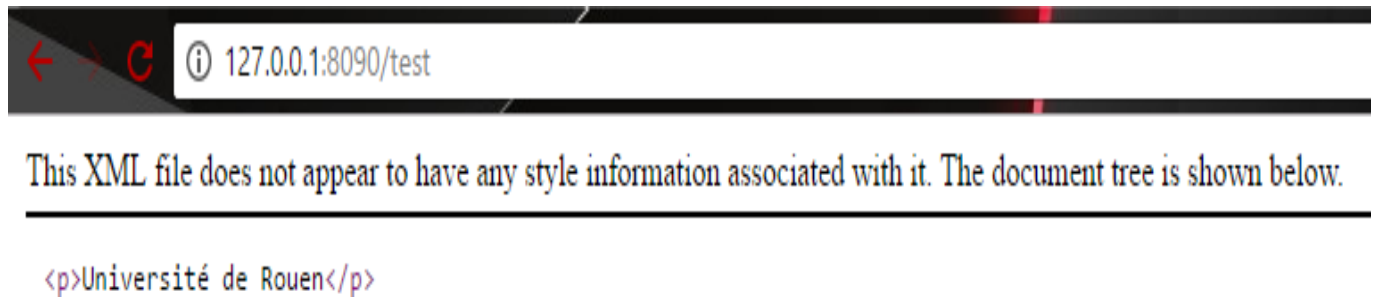 127.0.0.1:8090/test
This XML file does not appear to have any style information associated with it. The document tree is shown below.
<p>Université de Rouen</p>